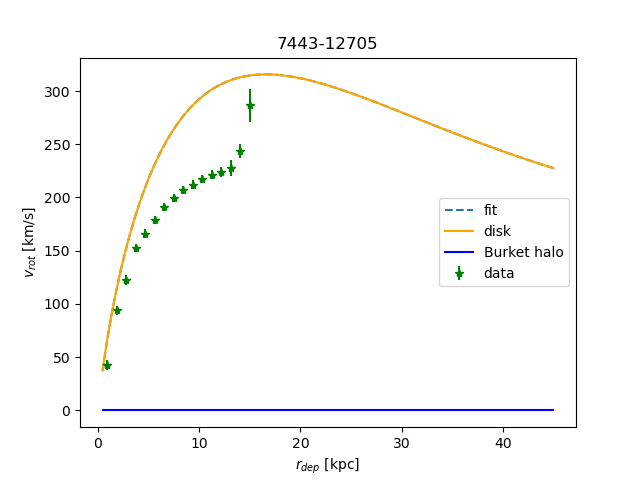 7443-12705
300
250
200
150
100
50
0
v_rot [km/s]
fit
disk
Burket halo
data
0 10 20 30 40
r_dep [kpc]